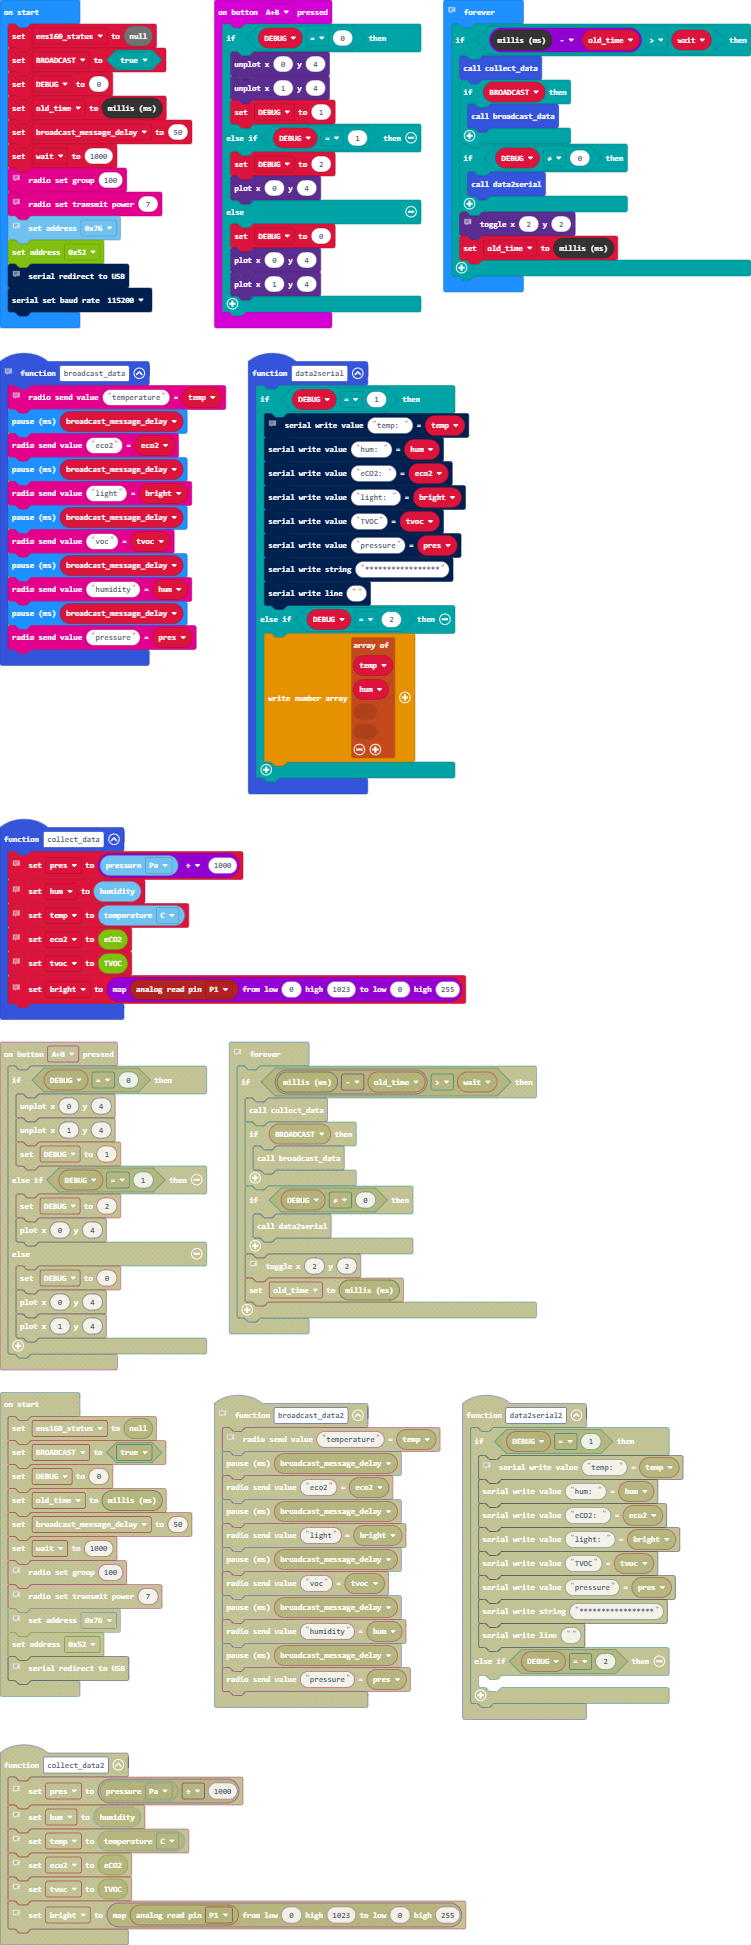 on start
set ens160_status to null
set BROADCAST to true
set DEBUG to 0
set old_time to millis (ms)
set broadcast_message_delay to 50
set wait to 1000
radio set group 100
radio set transmit power 7
set address 0x76
set address 0x52
serial redirect to USB
serial set baud rate 115200
on button A+B pressed
if DEBUG = 0 then
unplot x 0 y 4
unplot x 1 y 4
set DEBUG to 1
else if DEBUG = 1 then
set DEBUG to 2
plot x 0 y 4
else
set DEBUG to 0
plot x 0 y 4
plot x 1 y 4
forever
if millis (ms) - old_time > wait then
call collect_data
if BROADCAST then
call broadcast_data
if DEBUG ≠ 0 then
call data2serial
toggle x 2 y 2
set old_time to millis (ms)
function broadcast_data
radio send value "temperature" = temp
pause (ms) broadcast_message_delay
radio send value "eco2" = eco2
pause (ms) broadcast_message_delay
radio send value "light" = bright
pause (ms) broadcast_message_delay
radio send value "voc" = tvoc
pause (ms) broadcast_message_delay
radio send value "humidity" = hum
pause (ms) broadcast_message_delay
radio send value "pressure" = pres
function data2serial
if DEBUG = 1 then
serial write value "temp: " = temp
serial write value "hum: " = hum
serial write value "eCO2: " = eco2
serial write value "light: " = bright
serial write value "TVOC" = tvoc
serial write value "pressure" = pres
serial write string "*****************"
serial write line ""
else if DEBUG = 2 then
write number array
array of
temp
hum
function collect_data
set pres to pressure Pa ÷ 1000
set hum to humidity
set temp to temperature C
set eco2 to eCO2
set tvoc to TVOC
set bright to map analog read pin P1 from low 0 high 1023 to low 0 high 255
on button A+B pressed
if DEBUG = 0 then
unplot x 0 y 4
unplot x 1 y 4
set DEBUG to 1
else if DEBUG = 1 then
set DEBUG to 2
plot x 0 y 4
else
set DEBUG to 0
plot x 0 y 4
plot x 1 y 4
forever
if millis (ms) - old_time > wait then
call collect_data
if BROADCAST then
call broadcast_data
if DEBUG ≠ 0 then
call data2serial
toggle x 2 y 2
set old_time to millis (ms)
on start
set ens160_status to null
set BROADCAST to true
set DEBUG to 0
set old_time to millis (ms)
set broadcast_message_delay to 50
set wait to 1000
radio set group 100
radio set transmit power 7
set address 0x76
set address 0x52
serial redirect to USB
function broadcast_data2
radio send value "temperature" = temp
pause (ms) broadcast_message_delay
radio send value "eco2" = eco2
pause (ms) broadcast_message_delay
radio send value "light" = bright
pause (ms) broadcast_message_delay
radio send value "voc" = tvoc
pause (ms) broadcast_message_delay
radio send value "humidity" = hum
pause (ms) broadcast_message_delay
radio send value "pressure" = pres
function data2serial2
if DEBUG = 1 then
serial write value "temp: " = temp
serial write value "hum: " = hum
serial write value "eCO2: " = eco2
serial write value "light: " = bright
serial write value "TVOC" = tvoc
serial write value "pressure" = pres
serial write string "*****************"
serial write line ""
else if DEBUG = 2 then
function collect_data2
set pres to pressure Pa ÷ 1000
set hum to humidity
set temp to temperature C
set eco2 to eCO2
set tvoc to TVOC
set bright to map analog read pin P1 from low 0 high 1023 to low 0 high 255